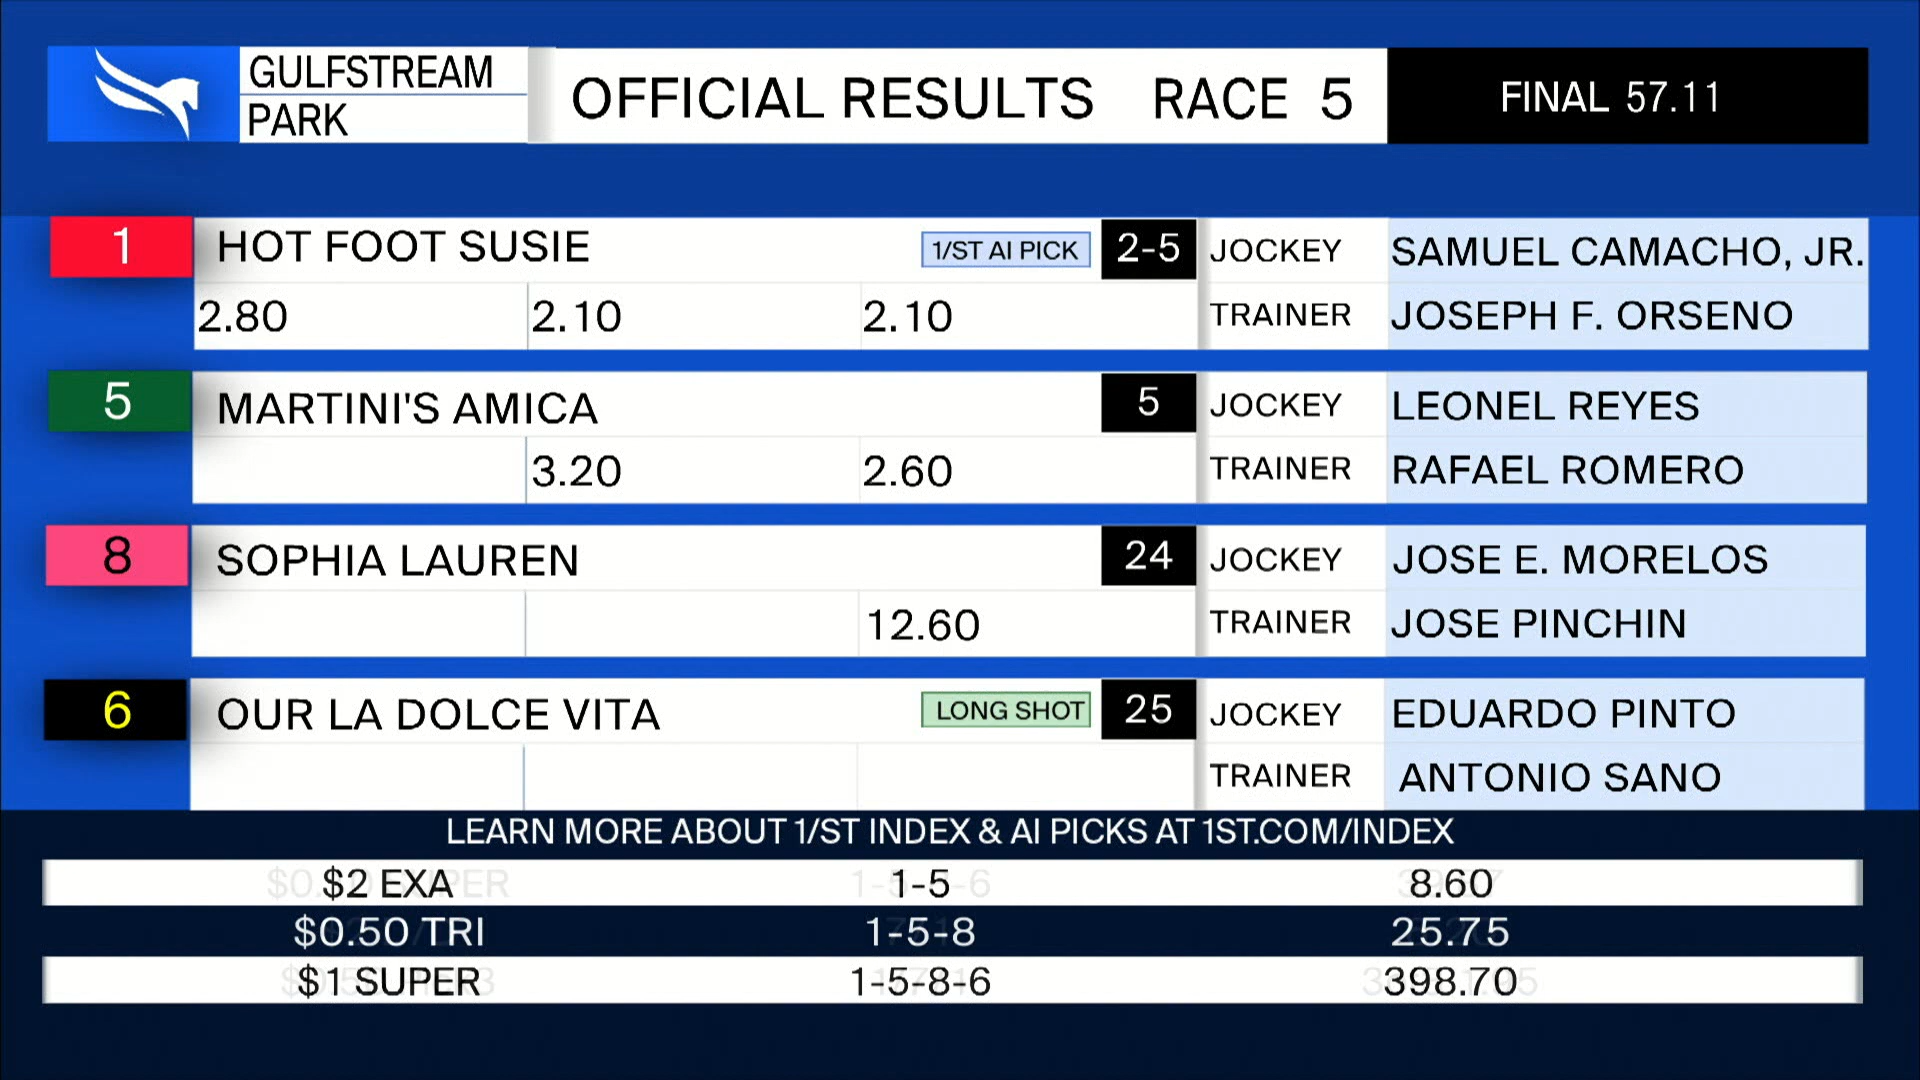 GULFSTREAM
PARK
OFFICIAL RESULTS RACE 5
FINAL 57.11
1 HOT FOOT SUSIE 1/ST AI PICK 2-5 JOCKEY SAMUEL CAMACHO, JR.
2.80 2.10 2.10 TRAINER JOSEPH F. ORSENO
5 MARTINI'S AMICA 5 JOCKEY LEONEL REYES
3.20 2.60 TRAINER RAFAEL ROMERO
8 SOPHIA LAUREN 24 JOCKEY JOSE E. MORELOS
12.60 TRAINER JOSE PINCHIN
6 OUR LA DOLCE VITA LONG SHOT 25 JOCKEY EDUARDO PINTO
TRAINER ANTONIO SANO
LEARN MORE ABOUT 1/ST INDEX & AI PICKS AT 1ST.COM/INDEX
$2 EXA 1-5 8.60
$0.50 TRI 1-5-8 25.75
$1 SUPER 1-5-8-6 398.70